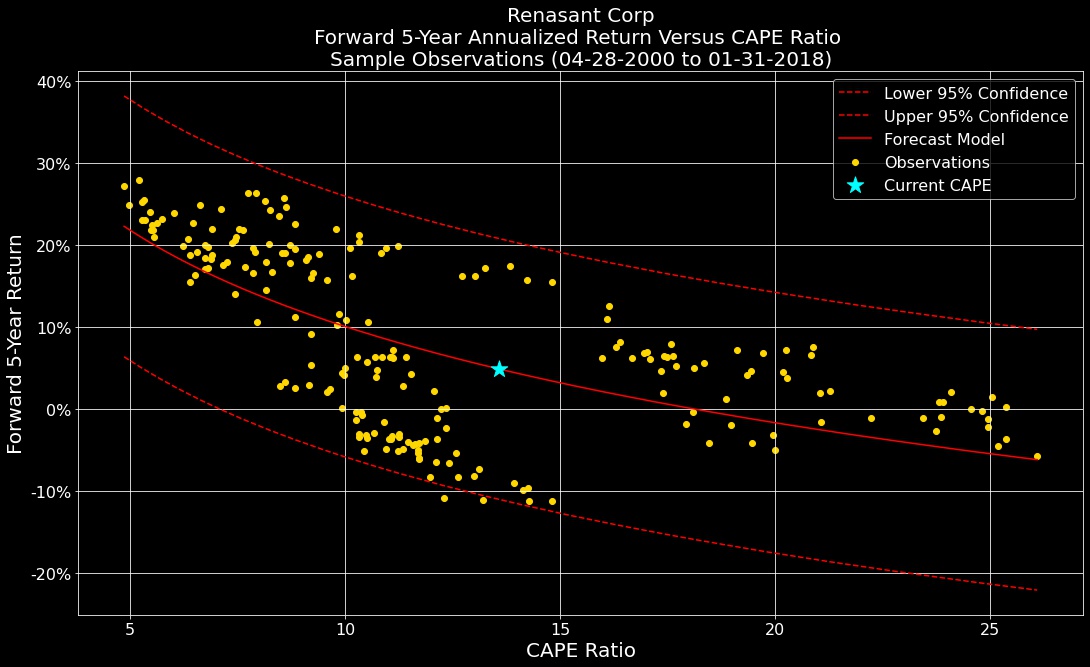 Renasant Corp
Forward 5-Year Annualized Return Versus CAPE Ratio
Sample Observations (04-28-2000 to 01-31-2018)
Lower 95% Confidence
Upper 95% Confidence
Forecast Model
Observations
Current CAPE
Forward 5-Year Return
40%
30%
20%
10%
0%
-10%
-20%
5
10
15
20
25
CAPE Ratio